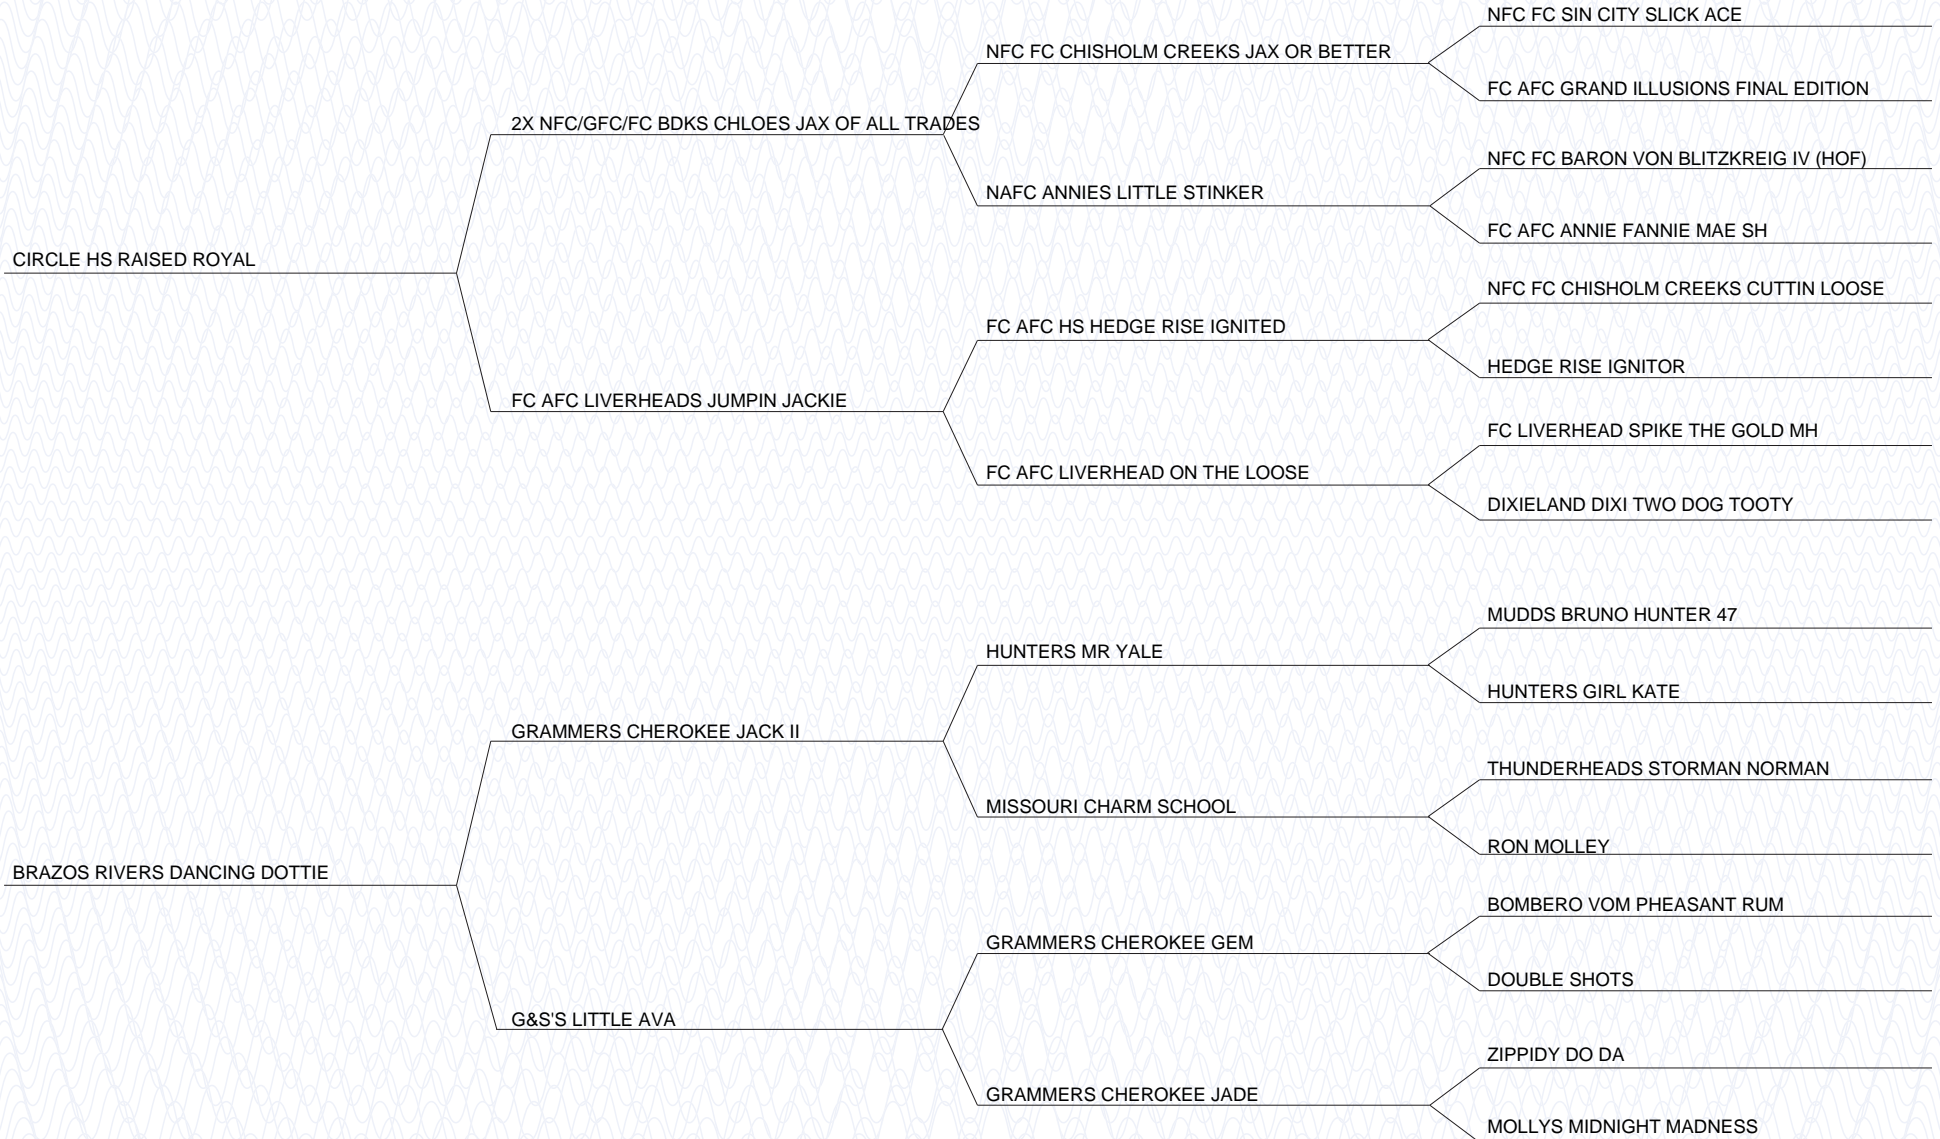 NFC FC SIN CITY SLICK ACE
NFC FC CHISHOLM CREEKS JAX OR BETTER
FC AFC GRAND ILLUSIONS FINAL EDITION
2X NFC/GFC/FC BDKS CHLOES JAX OF ALL TRADES
NFC FC BARON VON BLITZKREIG IV (HOF)
NAFC ANNIES LITTLE STINKER
FC AFC ANNIE FANNIE MAE SH
CIRCLE HS RAISED ROYAL
NFC FC CHISHOLM CREEKS CUTTIN LOOSE
FC AFC HS HEDGE RISE IGNITED
HEDGE RISE IGNITOR
FC AFC LIVERHEADS JUMPIN JACKIE
FC LIVERHEAD SPIKE THE GOLD MH
FC AFC LIVERHEAD ON THE LOOSE
DIXIELAND DIXI TWO DOG TOOTY
MUDDS BRUNO HUNTER 47
HUNTERS MR YALE
HUNTERS GIRL KATE
GRAMMERS CHEROKEE JACK II
THUNDERHEADS STORMAN NORMAN
MISSOURI CHARM SCHOOL
RON MOLLEY
BRAZOS RIVERS DANCING DOTTIE
BOMBERO VOM PHEASANT RUM
GRAMMERS CHEROKEE GEM
DOUBLE SHOTS
G&S'S LITTLE AVA
ZIPPIDY DO DA
GRAMMERS CHEROKEE JADE
MOLLYS MIDNIGHT MADNESS